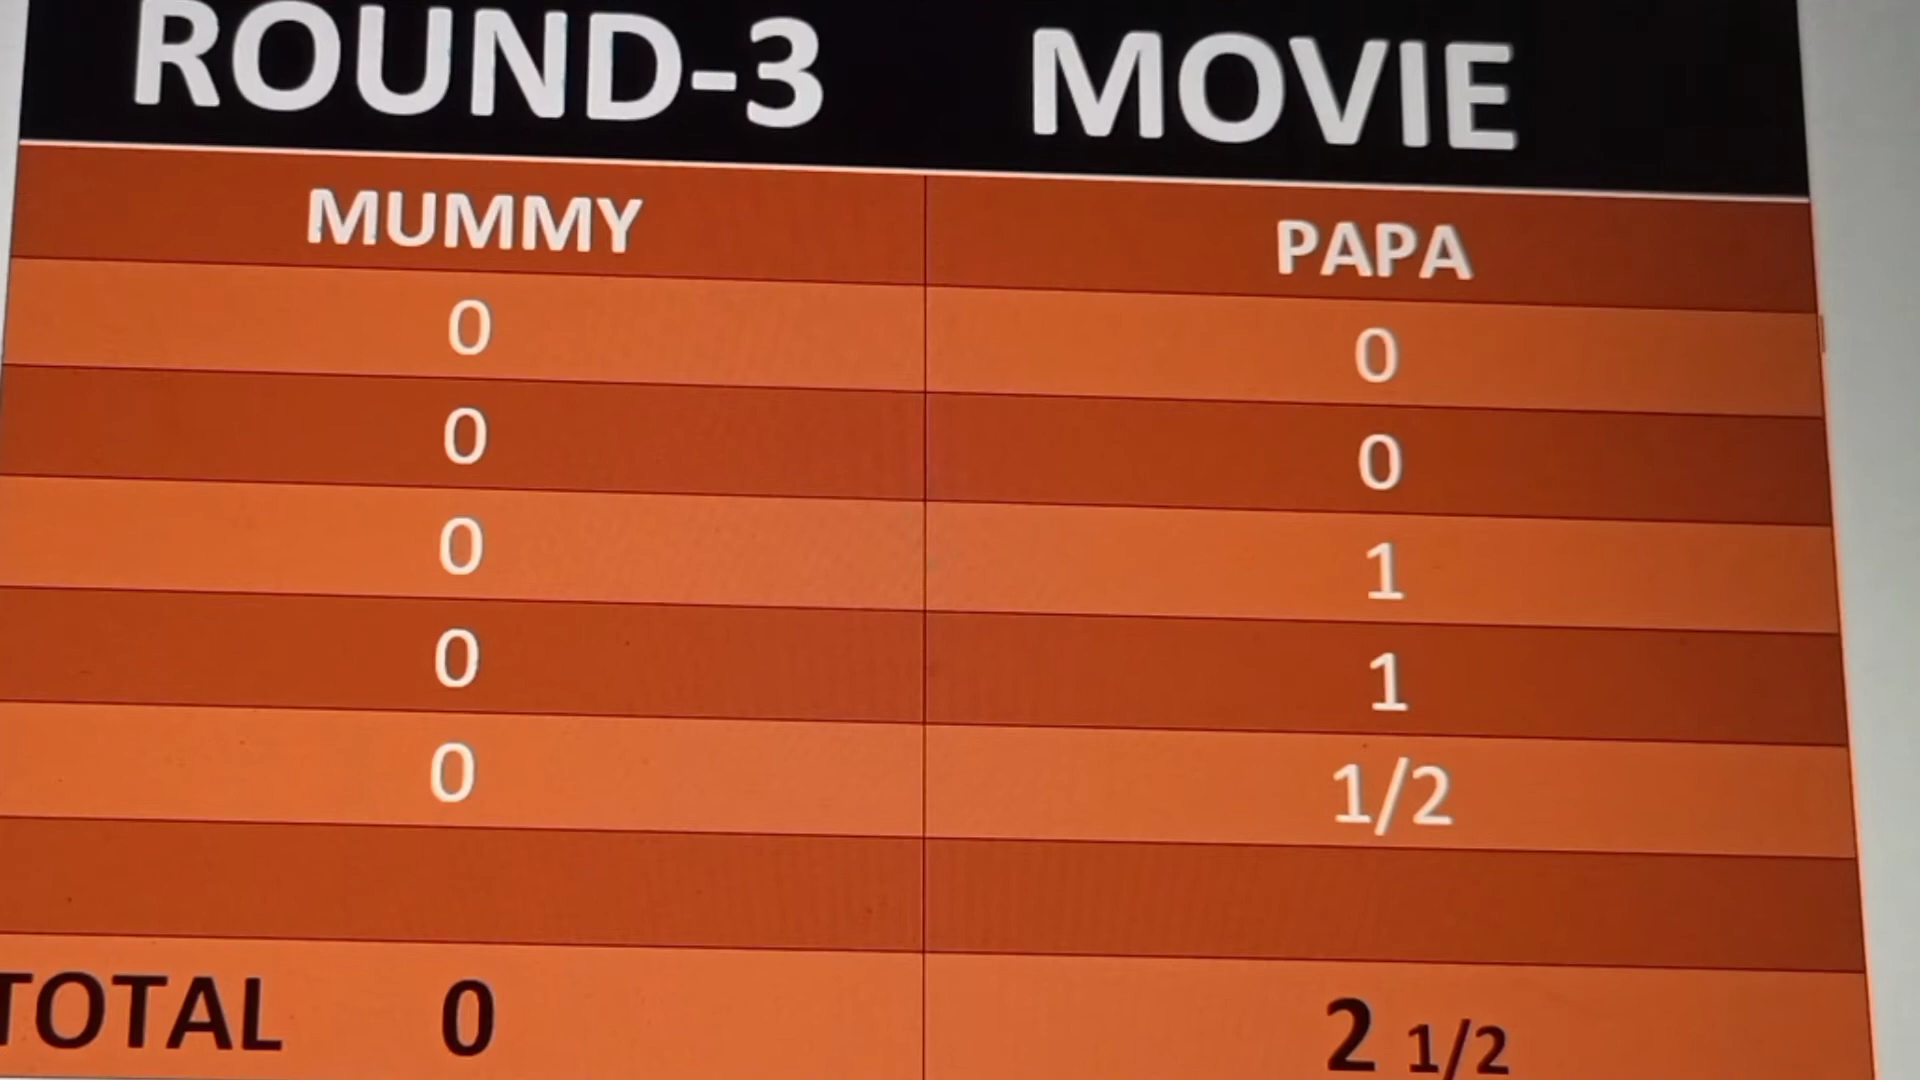 ROUND-3 MOVIE
MUMMY PAPA
0 0
0 0
0 1
0 1
0 1/2
TOTAL 0 2 1/2